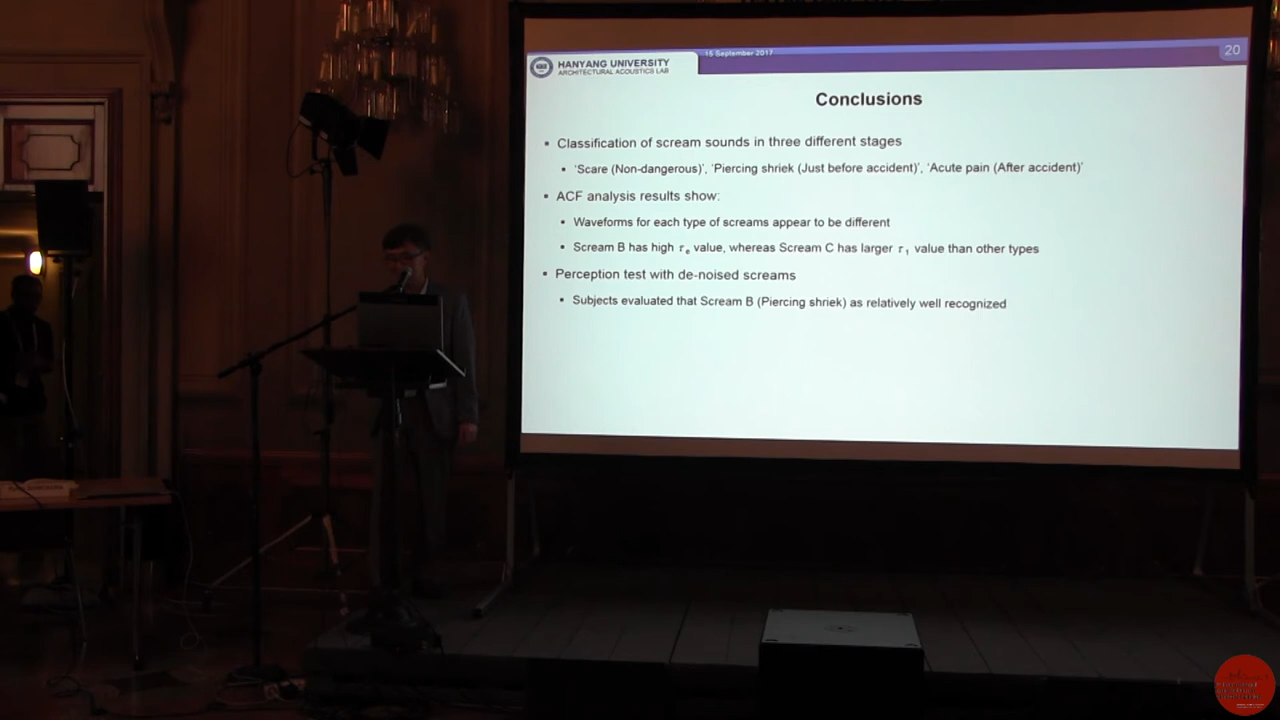 15 September 2017
20
HANYANG UNIVERSITY
ARCHITECTURAL ACOUSTICS LAB
Conclusions
• Classification of scream sounds in three different stages
• 'Scare (Non-dangerous)', 'Piercing shriek (Just before accident)', 'Acute pain (After accident)'
• ACF analysis results show:
• Waveforms for each type of screams appear to be different
• Scream B has high τe value, whereas Scream C has larger τ1 value than other types
• Perception test with de-noised screams
• Subjects evaluated that Scream B (Piercing shriek) as relatively well recognized